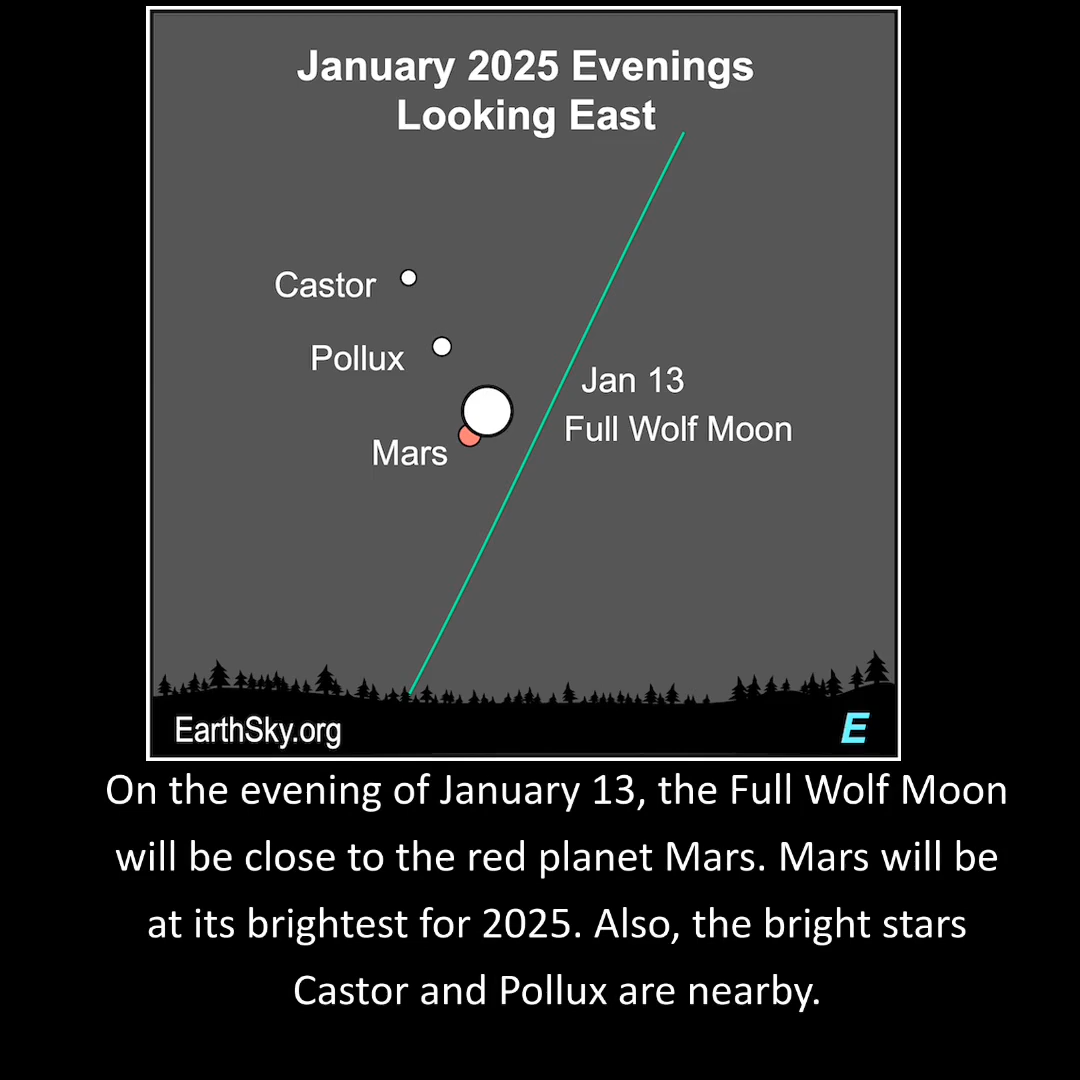 January 2025 Evenings
Looking East
Castor
Pollux
Jan 13
Full Wolf Moon
Mars
EarthSky.org
E
On the evening of January 13, the Full Wolf Moon
will be close to the red planet Mars. Mars will be
at its brightest for 2025. Also, the bright stars
Castor and Pollux are nearby.